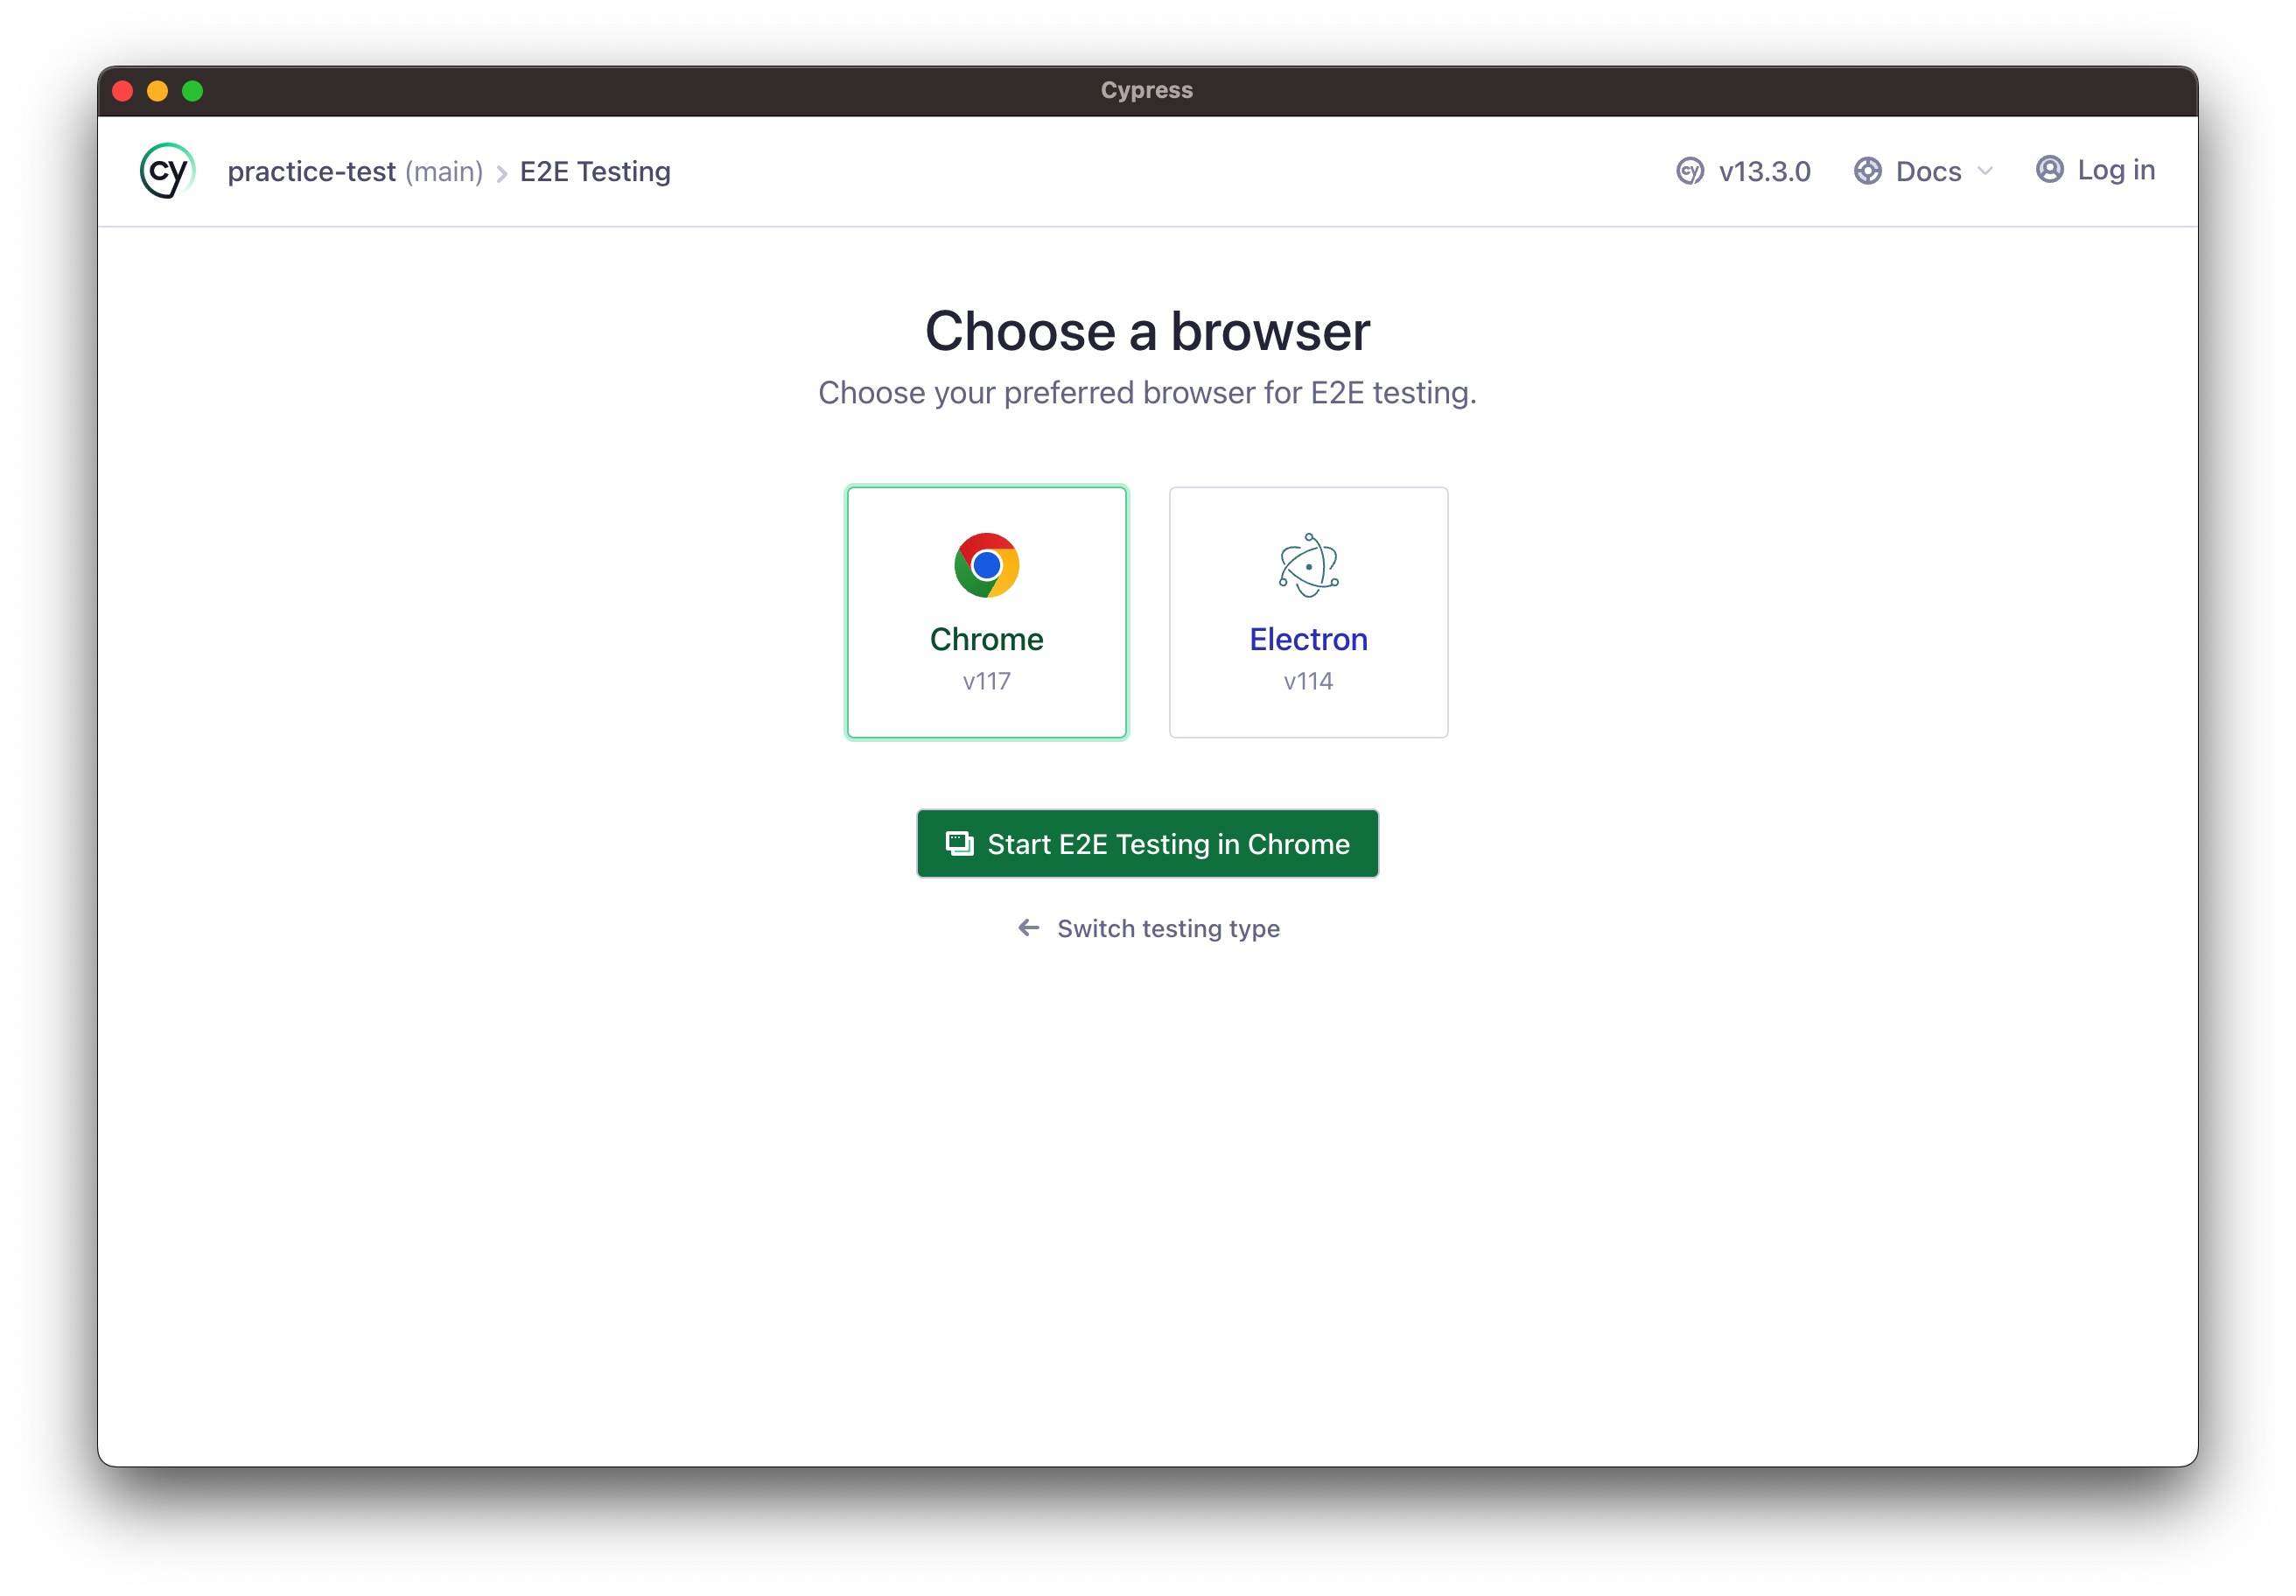 Cypress
cy practice-test (main) > E2E Testing
cy v13.3.0 Docs Log in
Choose a browser
Choose your preferred browser for E2E testing.
Chrome
v117
Electron
v114
Start E2E Testing in Chrome
← Switch testing type